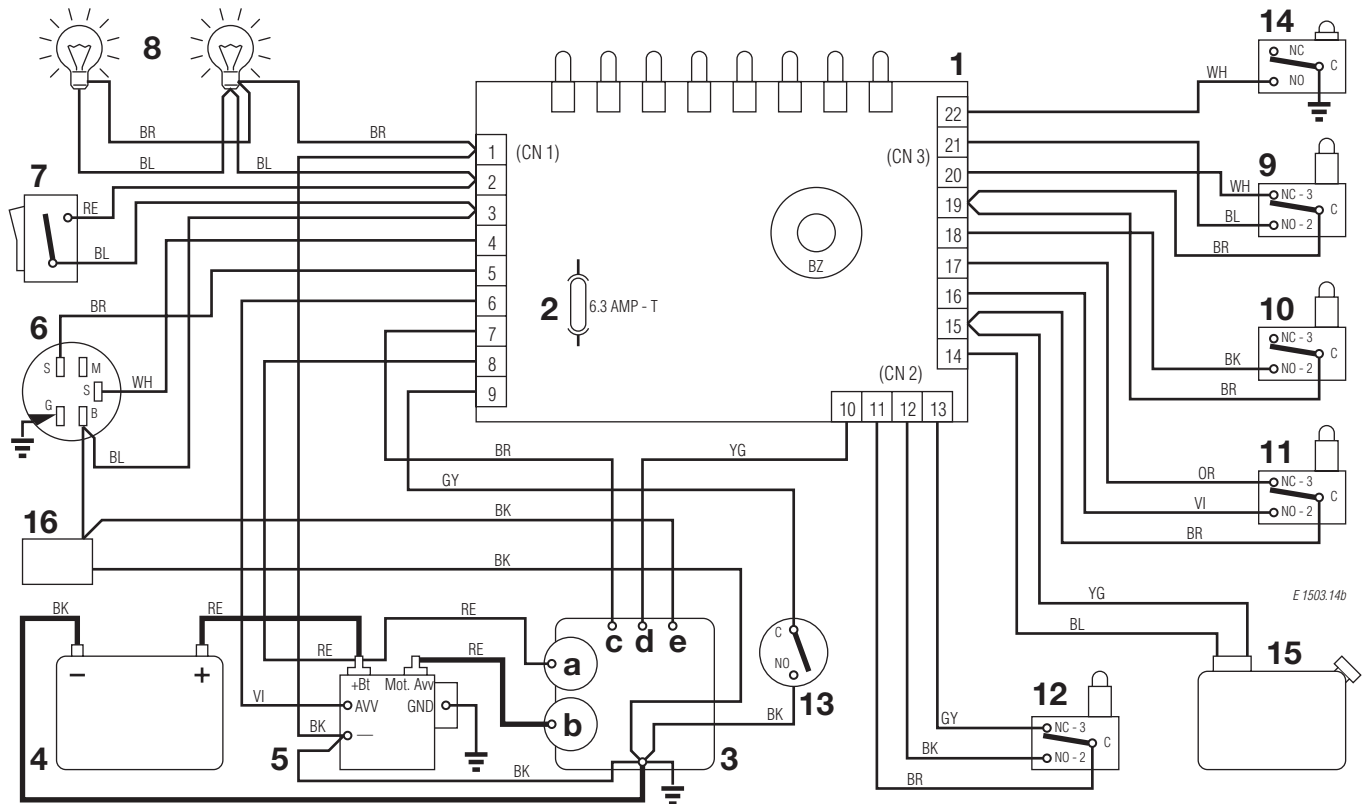 8
1
14
NC
C
NO
WH
22
BR
BR
1
(CN 1)
21
(CN 3)
BL
BL
2
20
9
7
RE
3
19
WH
NC - 3
C
BL
NO - 2
BL
4
18
BR
BZ
5
17
2
6.3 AMP - T
6
16
10
BR
7
15
NC - 3
C
6
S
M
8
14
BK
NO - 2
S
WH
(CN 2)
BR
G
B
9
10
11
12
13
BL
BR
YG
11
GY
OR
NC - 3
C
16
BK
VI
NO - 2
BR
BK
YG
E 1503.14b
BK
RE
RE
BL
15
RE
RE
c
d
e
C
a
NO
–
+
+Bt
Mot. Avv
12
VI
AVV
GND
13
b
BK
GY
NC - 3
C
BK
—
4
5
3
BK
NO - 2
BK
BR